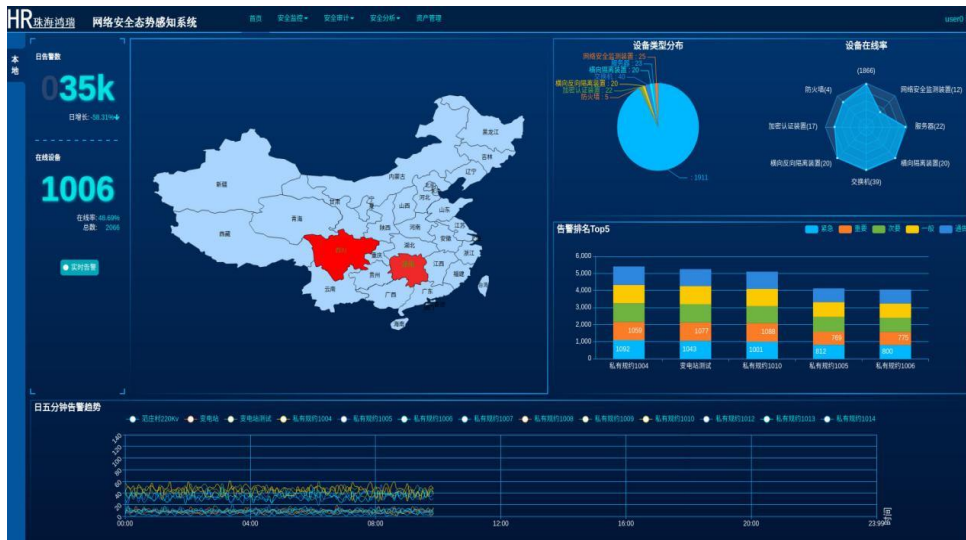 HR珠海鸿瑞 网络安全态势感知系统 首页 安全监控 安全审计 安全分析 资产管理 user0
本地
日告警数
035k
日增长: -58.31%
在线设备
1006
在线率: 48.69%
总数: 2066
实时告警
黑龙江
吉林
辽宁
内蒙古
新疆
甘肃
宁夏
河北
山西
山东
青海
西藏
陕西
河南
江苏
安徽
湖北
重庆
浙江
江西
贵州
福建
云南
广西
广东
台湾
海南
设备类型分布
网络安全监测装置: 25
服务器: 23
横向隔离装置: 20
交换机: 40
横向反向隔离装置: 20
加密认证装置: 22
防火墙: 5
: 1911
设备在线率
(1866)
防火墙(4)
网络安全监测装置(12)
加密认证装置(17)
服务器(22)
横向反向隔离装置(20)
横向隔离装置(20)
交换机(39)
告警排名Top5
紧急 重要 次要 一般
6,000
5,000
4,000
3,000
2,000
1,000
0
1059 1077 1088 769 775
1092 1043 1001 812 800
私有规约1004 变电站测试 私有规约1010 私有规约1005 私有规约1006
日五分钟告警趋势
范庄村220Kv 变电站 变电站测试 私有规约1004 私有规约1005 私有规约1006 私有规约1007 私有规约1008 私有规约1009 私有规约1010 私有规约1012 私有规约1013 私有规约1014
140
120
100
80
60
40
20
0
00:00 04:00 08:00 12:00 16:00 20:00 23:59
时间